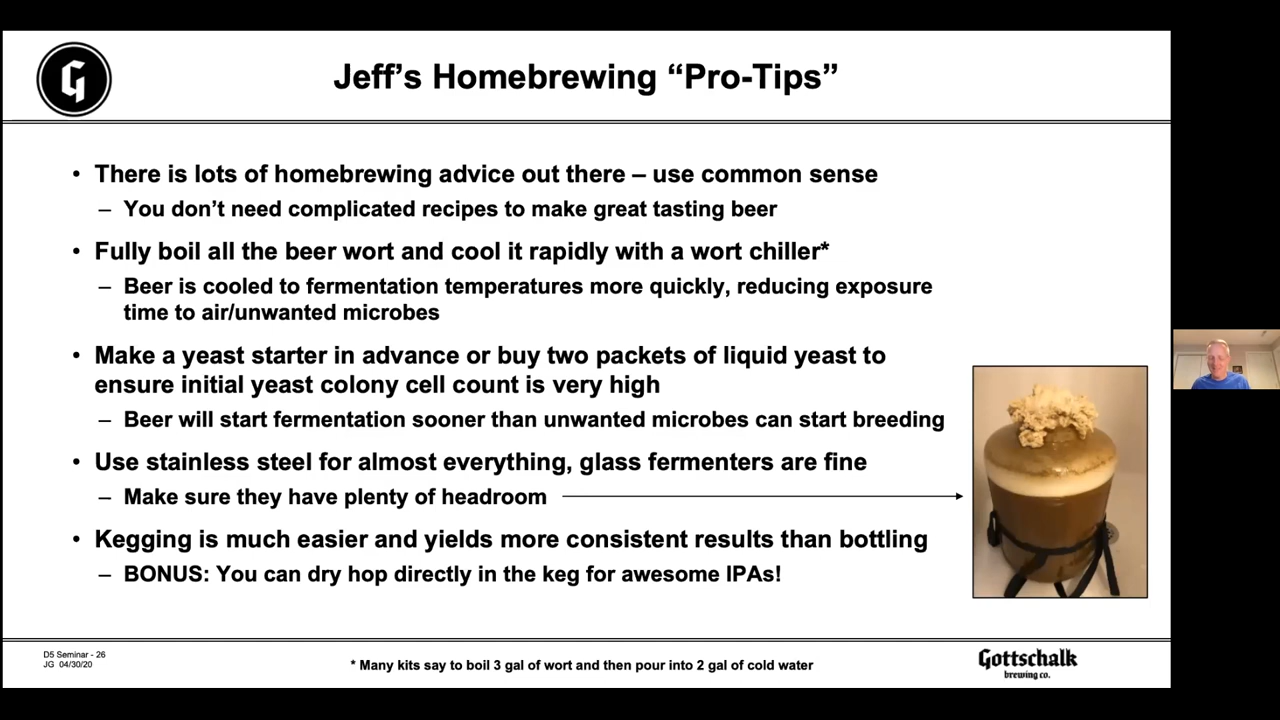 G
Jeff’s Homebrewing “Pro-Tips”
• There is lots of homebrewing advice out there – use common sense
– You don’t need complicated recipes to make great tasting beer
• Fully boil all the beer wort and cool it rapidly with a wort chiller*
– Beer is cooled to fermentation temperatures more quickly, reducing exposure
time to air/unwanted microbes
• Make a yeast starter in advance or buy two packets of liquid yeast to
ensure initial yeast colony cell count is very high
– Beer will start fermentation sooner than unwanted microbes can start breeding
• Use stainless steel for almost everything, glass fermenters are fine
– Make sure they have plenty of headroom
• Kegging is much easier and yields more consistent results than bottling
– BONUS: You can dry hop directly in the keg for awesome IPAs!
D5 Seminar - 26
JG 04/30/20
* Many kits say to boil 3 gal of wort and then pour into 2 gal of cold water
Gottschalk
brewing co.